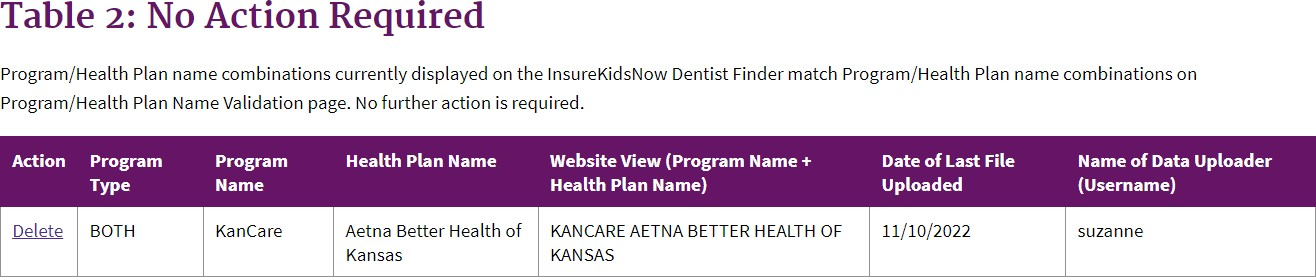 Table 2: No Action Required
Program/Health Plan name combinations currently displayed on the InsureKidsNow Dentist Finder match Program/Health Plan name combinations on
Program/Health Plan Name Validation page. No further action is required.
Action Program Type Program Name Health Plan Name Website View (Program Name + Health Plan Name) Date of Last File Uploaded Name of Data Uploader (Username)
Delete BOTH KanCare Aetna Better Health of Kansas KANCARE AETNA BETTER HEALTH OF KANSAS 11/10/2022 suzanne